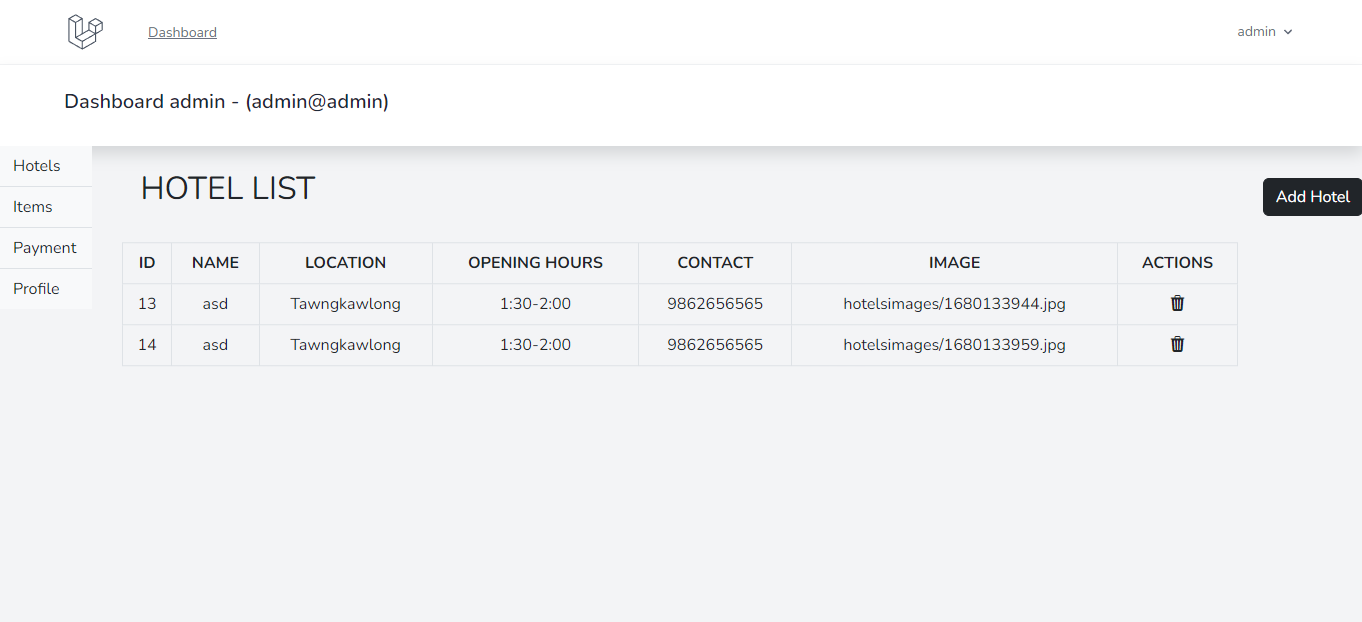 Dashboard
admin
Dashboard admin - (admin@admin)
Hotels
Items
Payment
Profile
HOTEL LIST
Add Hotel
ID NAME LOCATION OPENING HOURS CONTACT IMAGE ACTIONS
13 asd Tawngkawlong 1:30-2:00 9862656565 hotelsimages/1680133944.jpg
14 asd Tawngkawlong 1:30-2:00 9862656565 hotelsimages/1680133959.jpg